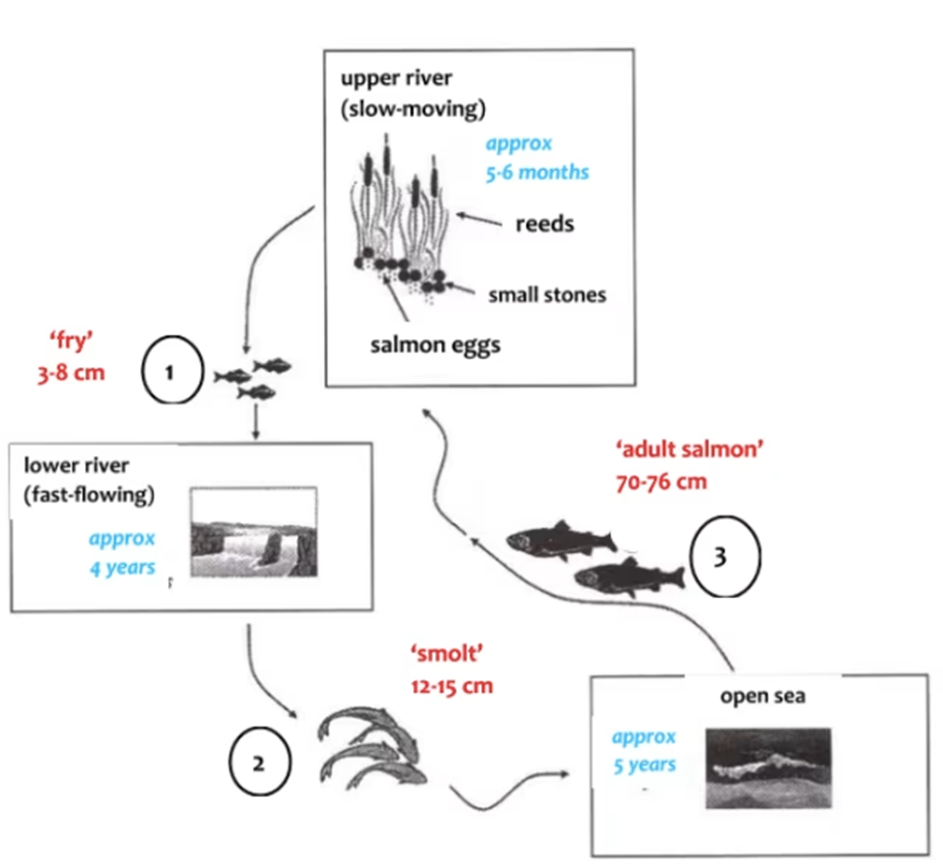 upper river
(slow-moving)
approx
5-6 months
reeds
small stones
salmon eggs
'fry'
3-8 cm
1
lower river
(fast-flowing)
approx
4 years
'adult salmon'
70-76 cm
3
'smolt'
12-15 cm
2
open sea
approx
5 years